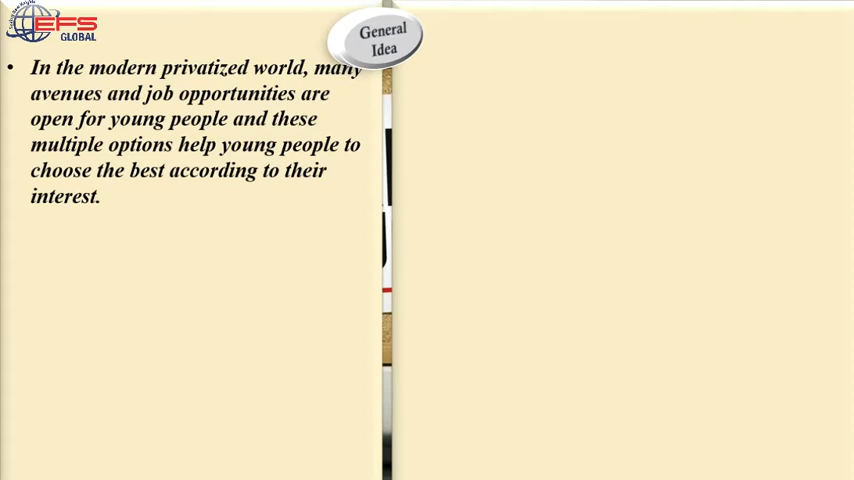 EFS
GLOBAL
General
Idea
• In the modern privatized world, many
avenues and job opportunities are
open for young people and these
multiple options help young people to
choose the best according to their
interest.